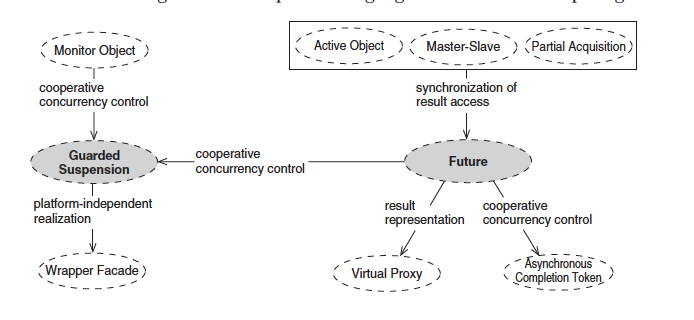 Monitor Object
Active Object
Master-Slave
Partial Acquisition
cooperative
concurrency control
synchronization of
result access
Guarded
Suspension
cooperative
concurrency control
Future
platform-independent
realization
result
representation
cooperative
concurrency control
Wrapper Facade
Virtual Proxy
Asynchronous
Completion Token